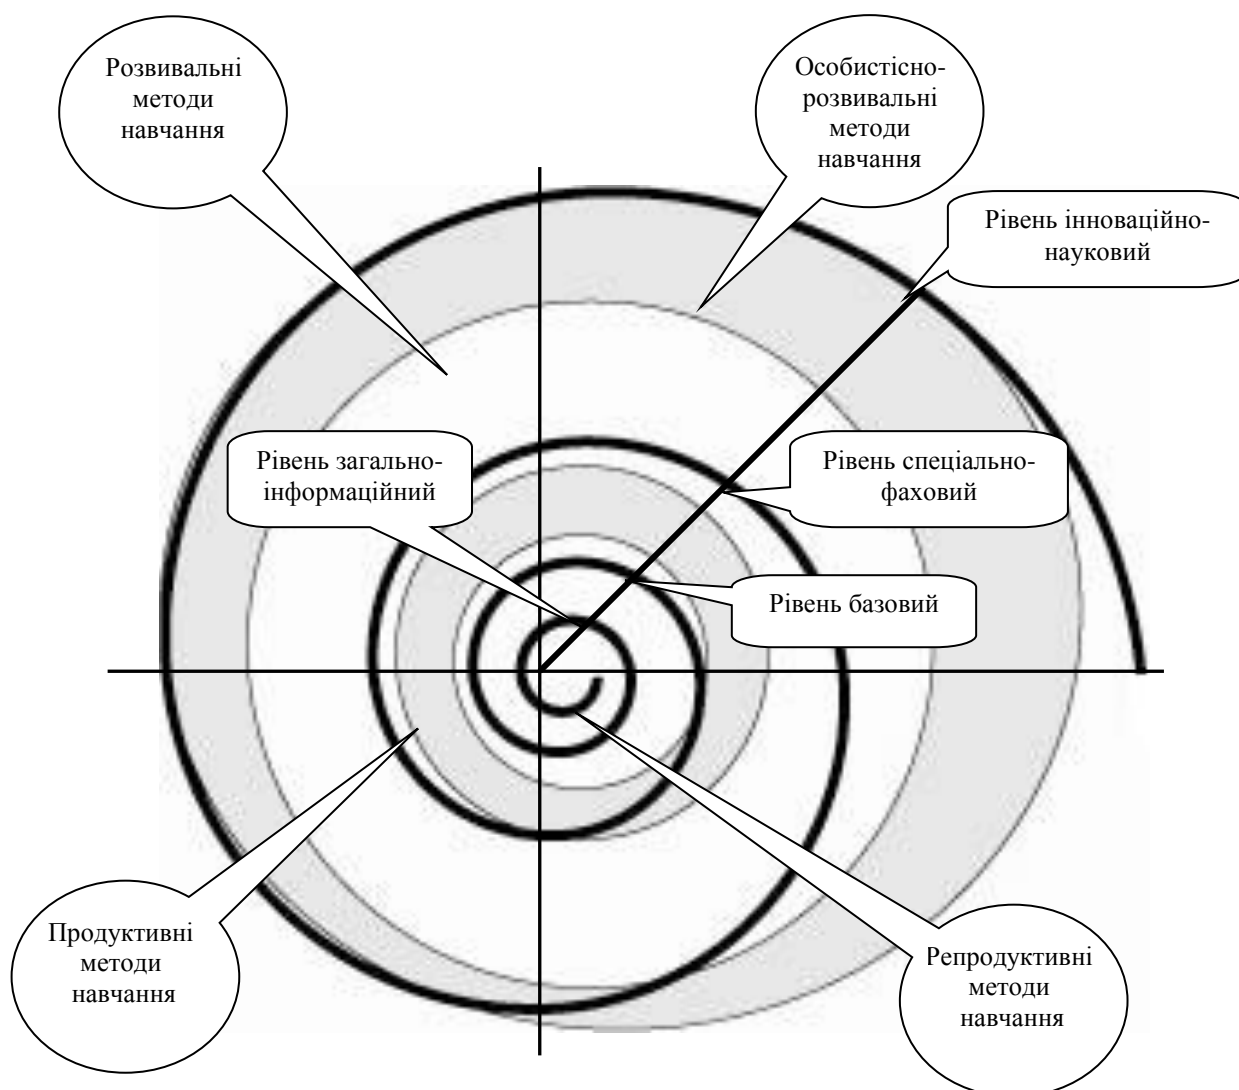 Розвивальні
методи
навчання
Особистісно-
розвивальні
методи
навчання
Рівень інноваційно-
науковий
Рівень загально-
інформаційний
Рівень спеціально-
фаховий
Рівень базовий
Продуктивні
методи
навчання
Репродуктивні
методи
навчання